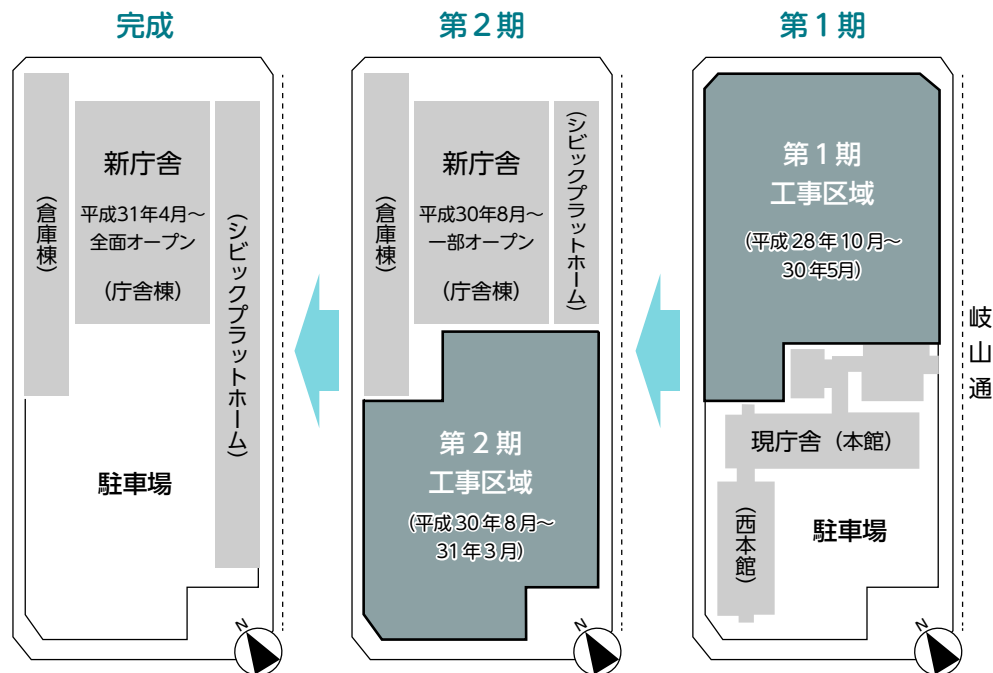 第1期
第1期
工事区域
(平成28年10月～
30年5月)
岐山通
現庁舎（本館）
(西本館)
駐車場
N
第2期
(倉庫棟)
新庁舎
平成30年8月～
一部オープン
(庁舎棟)
(シビックプラットホーム)
第2期
工事区域
(平成30年8月～
31年3月)
N
完成
(倉庫棟)
新庁舎
平成31年4月～
全面オープン
(庁舎棟)
(シビックプラットホーム)
駐車場
N